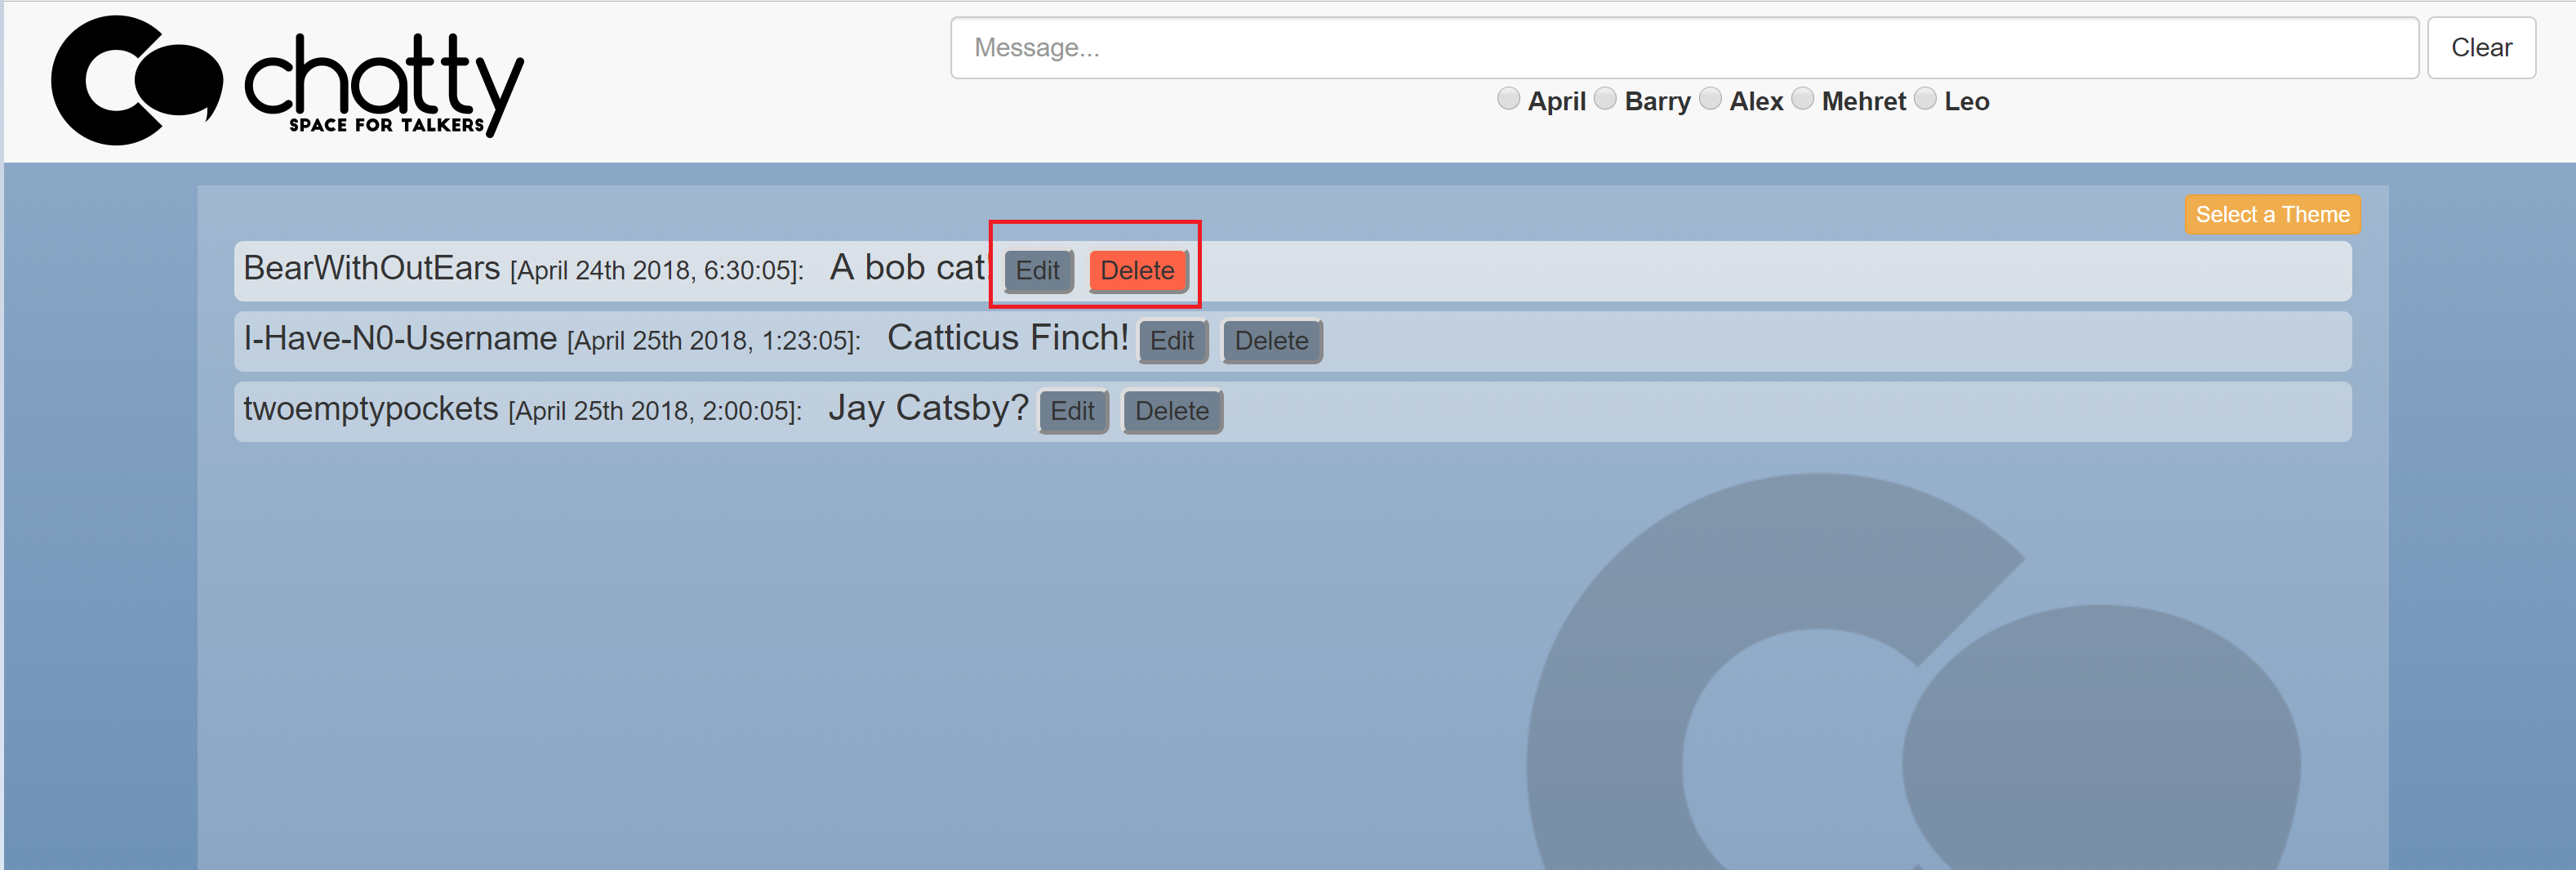 chatty
SPACE FOR TALKERS
Message...
Clear
April Barry Alex Mehret Leo
Select a Theme
BearWithOutEars [April 24th 2018, 6:30:05]: A bob cat! Edit Delete
I-Have-N0-Username [April 25th 2018, 1:23:05]: Catticus Finch! Edit Delete
twoemptypockets [April 25th 2018, 2:00:05]: Jay Catsby? Edit Delete